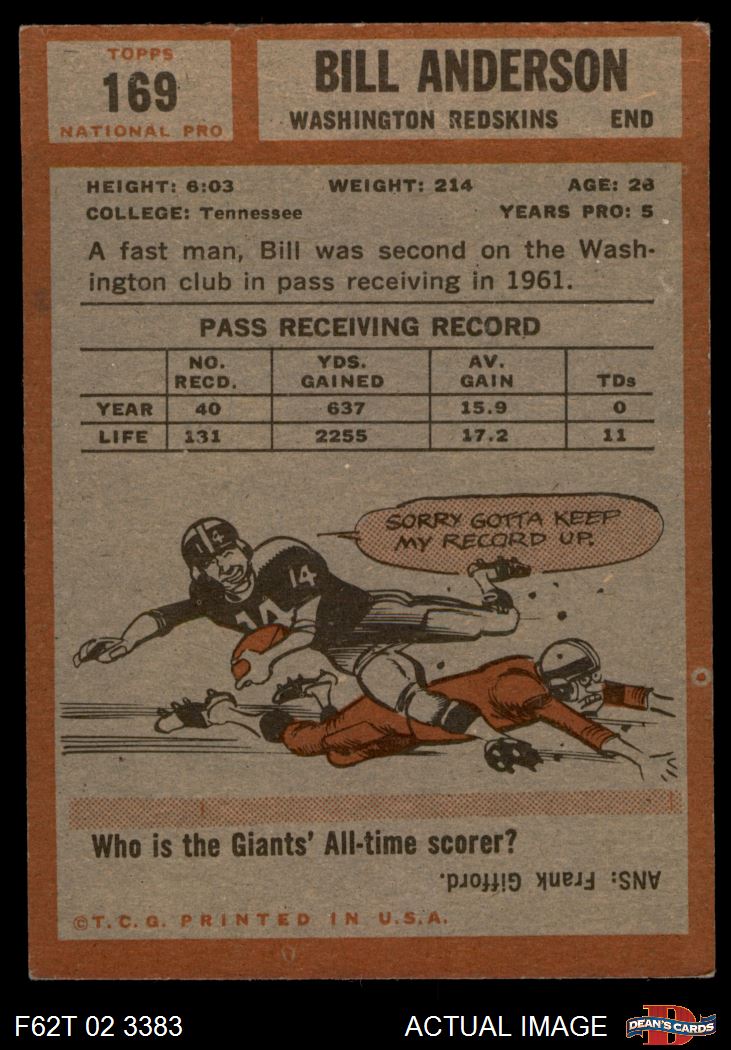 TOPPS
169
NATIONAL PRO
BILL ANDERSON
WASHINGTON REDSKINS END
HEIGHT: 6:03 WEIGHT: 214 AGE: 26
COLLEGE: Tennessee YEARS PRO: 5
A fast man, Bill was second on the Wash-
ington club in pass receiving in 1961.
PASS RECEIVING RECORD
NO. YDS. AV.
RECD. GAINED GAIN TDs
YEAR 40 637 15.9 0
LIFE 131 2255 17.2 11
SORRY GOTTA KEEP
MY RECORD UP.
14
14
14
Who is the Giants' All-time scorer?
ANS: Frank Gifford.
©T.C.G. PRINTED IN U.S.A.
F62T 02 3383 ACTUAL IMAGE
D
DEAN'S CARDS